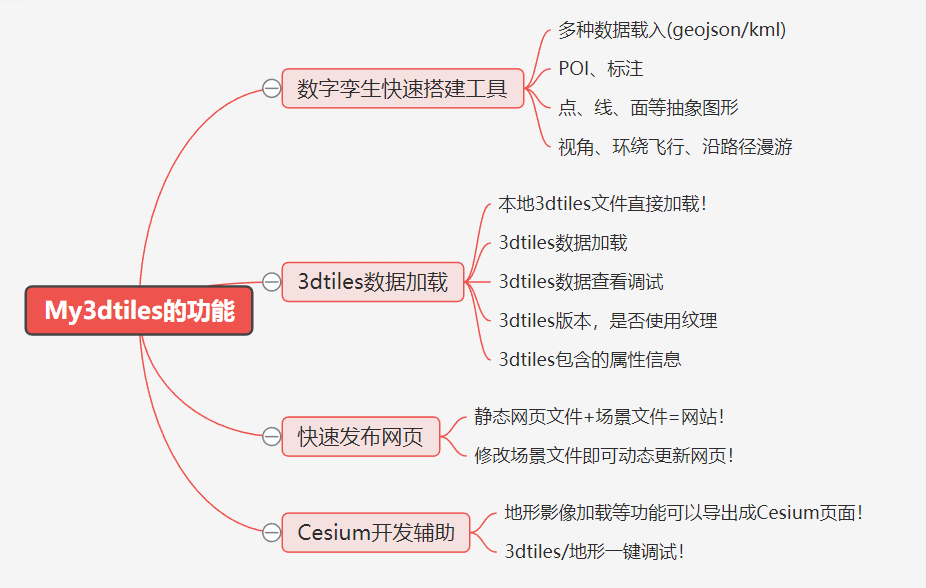 My3dtiles的功能
数字孪生快速搭建工具
多种数据载入(geojson/kml)
POI、标注
点、线、面等抽象图形
视角、环绕飞行、沿路径漫游
3dtiles数据加载
本地3dtiles文件直接加载！
3dtiles数据加载
3dtiles数据查看调试
3dtiles版本，是否使用纹理
3dtiles包含的属性信息
快速发布网页
静态网页文件+场景文件=网站！
修改场景文件即可动态更新网页！
Cesium开发辅助
地形影像加载等功能可以导出成Cesium页面！
3dtiles/地形一键调试！